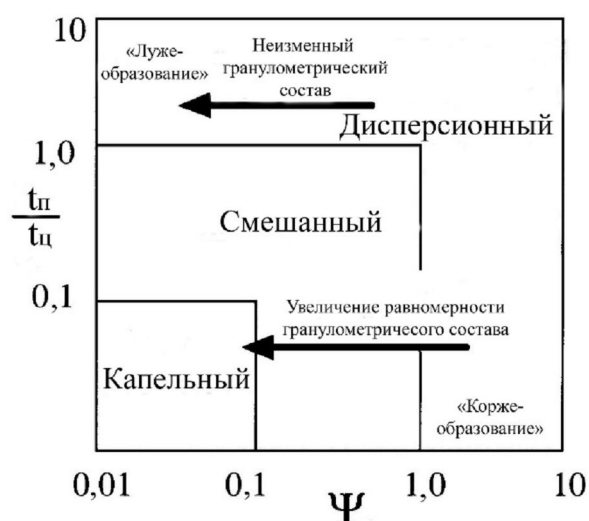 10
«Луже-
образование»
Неизменный
гранулометрический
состав
Дисперсионный
1,0
tп
tц
Смешанный
0,1
Увеличение равномерности
гранулометричесого состава
Капельный
«Корже-
образование»
0,01
0,1
Ψ
1,0
10